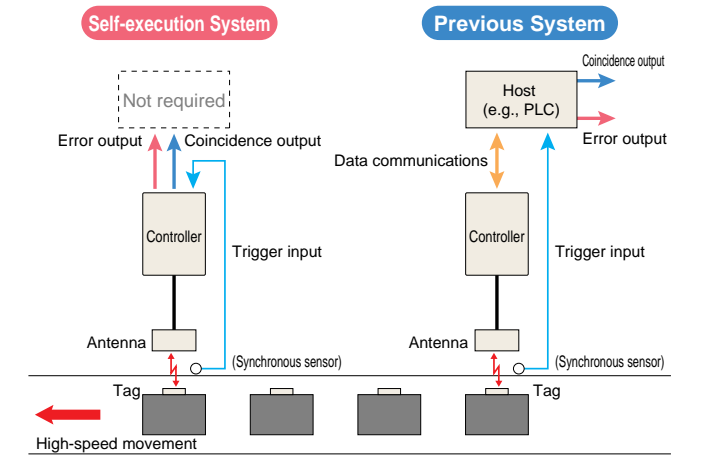 Self-execution System
Previous System
Not required
Error output
Coincidence output
Controller
Trigger input
Antenna
(Synchronous sensor)
Tag
High-speed movement
Host
(e.g., PLC)
Coincidence output
Error output
Data communications
Controller
Trigger input
Antenna
(Synchronous sensor)
Tag